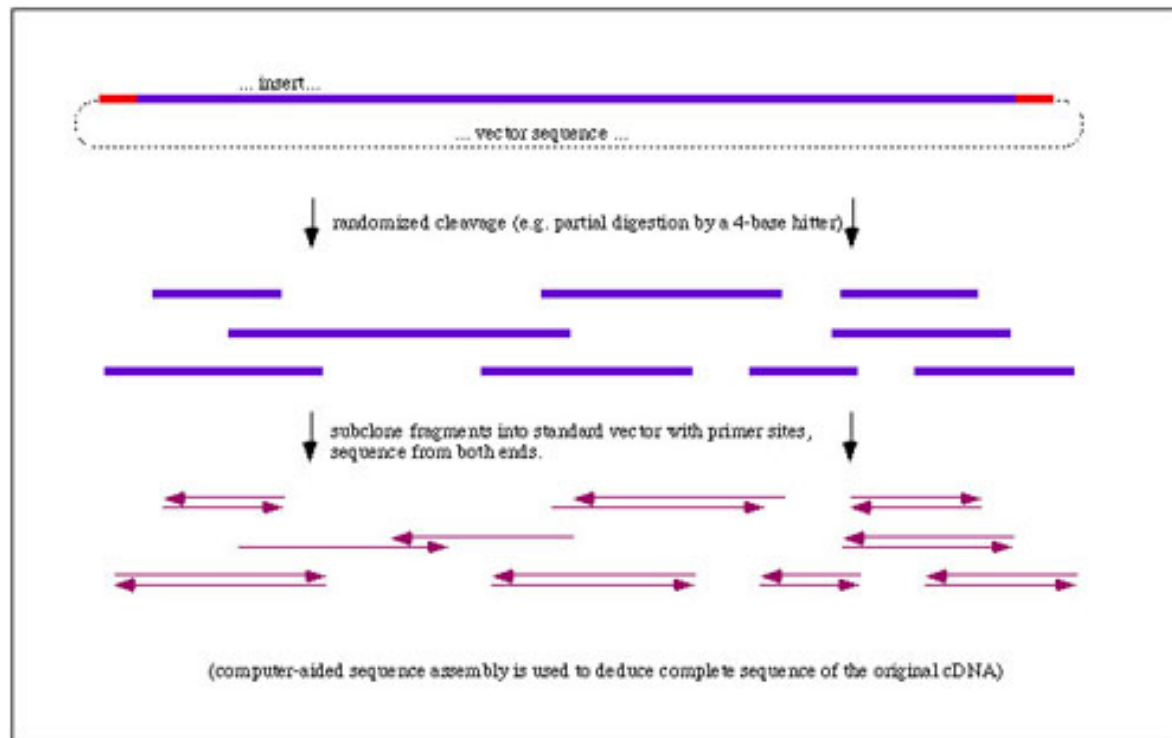 ... insert...
... vector sequence ...
randomized cleavage (e.g. partial digestion by a 4-base hitter)
subclone fragments into standard vector with primer sites,
sequence from both ends.
(computer-aided sequence assembly is used to deduce complete sequence of the original cDNA)